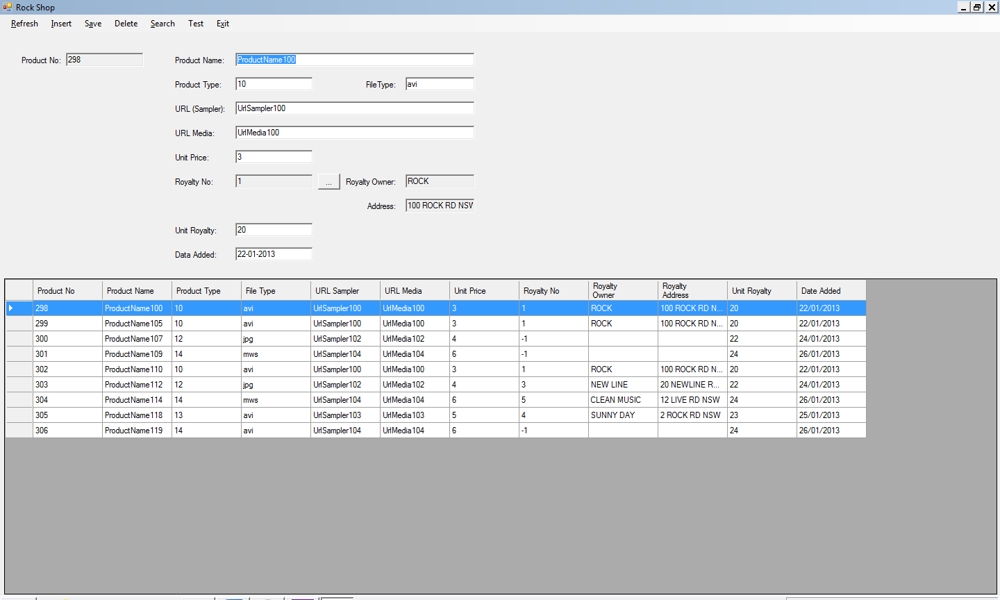 Rock Shop
Refresh Insert Save Delete Search Test Exit
Product No: 298 Product Name: ProductName100
Product Type: 10 FileType: avi
URL (Sampler): UrlSampler100
URL Media: UrlMedia100
Unit Price: 3
Royalty No: 1 ... Royalty Owner: ROCK
Address: 100 ROCK RD NSW
Unit Royalty: 20
Data Added: 22-01-2013
Product No Product Name Product Type File Type URL Sampler URL Media Unit Price Royalty No Royalty Owner Royalty Address Unit Royalty Date Added
298 ProductName100 10 avi UrlSampler100 UrlMedia100 3 1 ROCK 100 ROCK RD N... 20 22/01/2013
299 ProductName105 10 avi UrlSampler100 UrlMedia100 3 1 ROCK 100 ROCK RD N... 20 22/01/2013
300 ProductName107 12 jpg UrlSampler102 UrlMedia102 4 -1 22 24/01/2013
301 ProductName109 14 mws UrlSampler104 UrlMedia104 6 -1 24 26/01/2013
302 ProductName110 10 avi UrlSampler100 UrlMedia100 3 1 ROCK 100 ROCK RD N... 20 22/01/2013
303 ProductName112 12 jpg UrlSampler102 UrlMedia102 4 3 NEW LINE 20 NEWLINE R... 22 24/01/2013
304 ProductName114 14 mws UrlSampler104 UrlMedia104 6 5 CLEAN MUSIC 12 LIVE RD NSW 24 26/01/2013
305 ProductName118 13 avi UrlSampler103 UrlMedia103 5 4 SUNNY DAY 2 ROCK RD NSW 23 25/01/2013
306 ProductName119 14 avi UrlSampler104 UrlMedia104 6 -1 24 26/01/2013